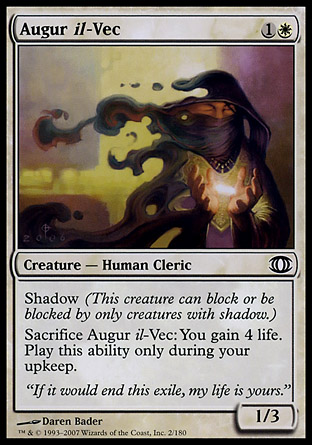 Augur il-Vec 1
Creature — Human Cleric
Shadow (This creature can block or be
blocked by only creatures with shadow.)
Sacrifice Augur il-Vec: You gain 4 life.
Play this ability only during your
upkeep.
“If it would end this exile, my life is yours.”
Daren Bader
™ & © 1993–2007 Wizards of the Coast, Inc. 2/180
1/3